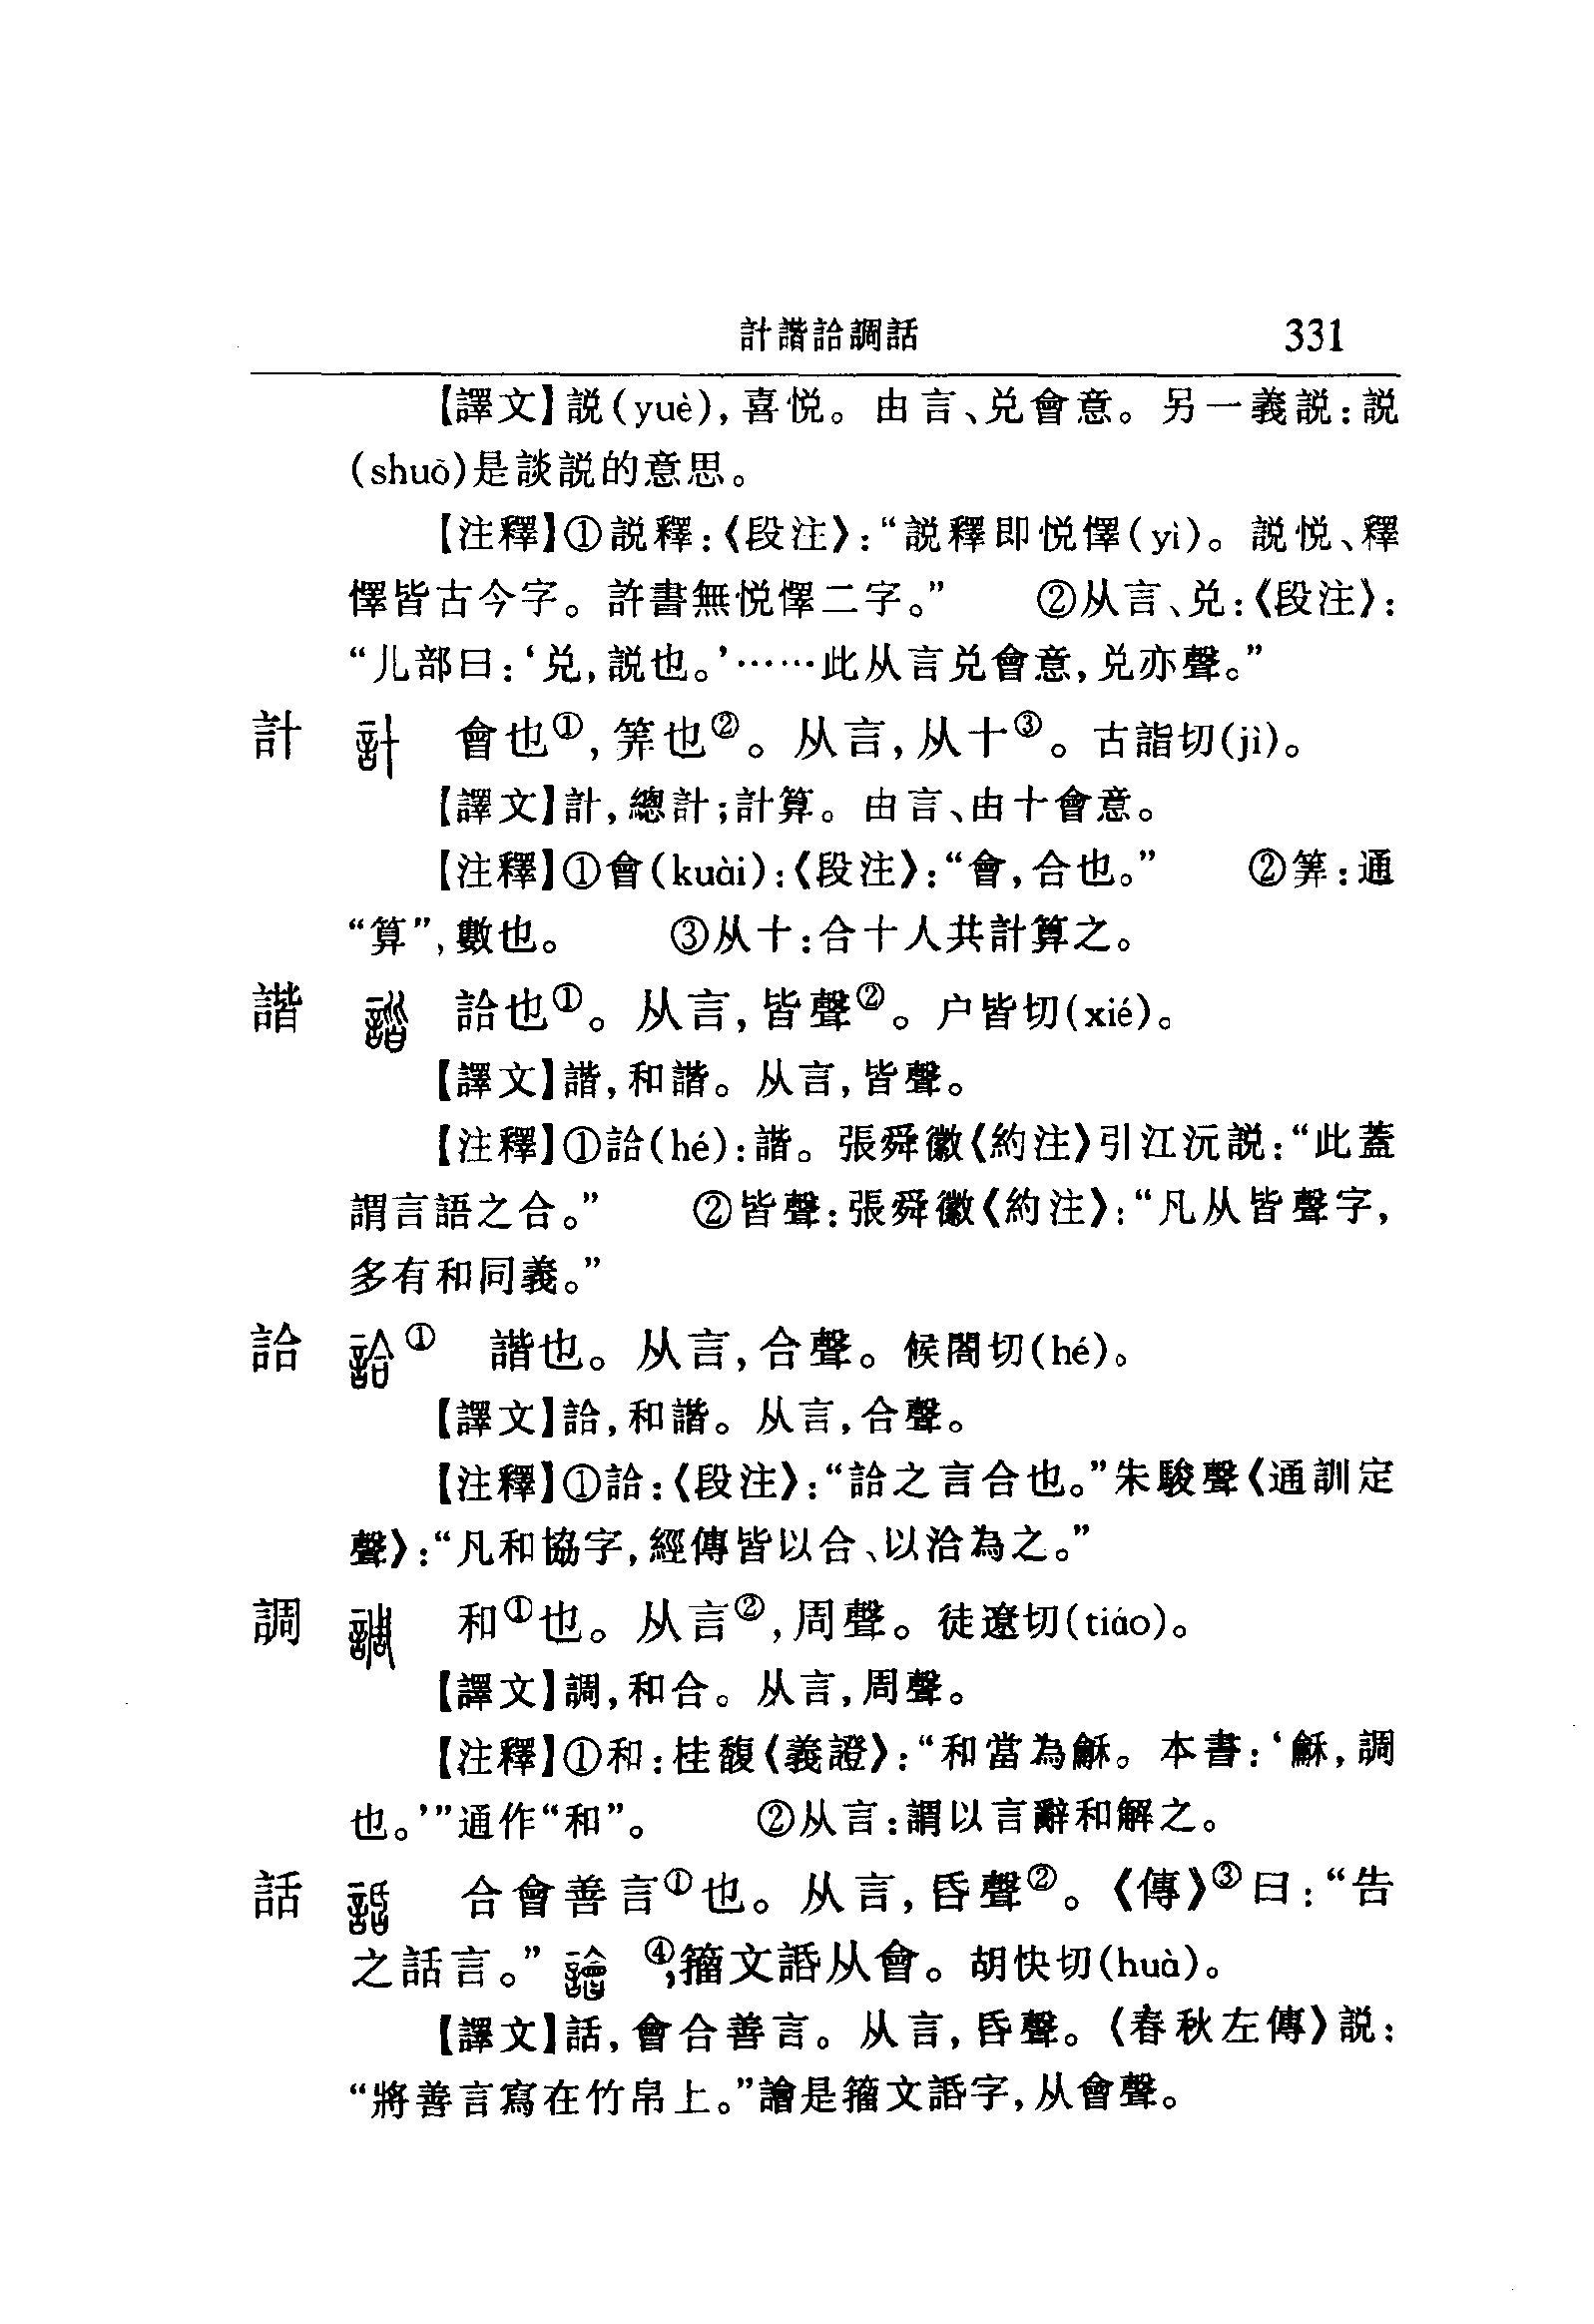 計諧詥調話 331
【譯文】説(yuè),喜悦。由言、兑會意。另一義説:説
(shuō)是談説的意思。
【注釋】①説釋:《段注》:“説釋即悦懌(yì)。説悦、釋
懌皆古今字。許書無悦懌二字。” ②从言、兑:《段注》:
“儿部曰:‘兑,説也。’……此从言兑會意,兑亦聲。”
計 會也①,筭也②。从言,从十③。古詣切(jì)。
【譯文】計,總計;計算。由言、由十會意。
【注釋】①會(kuài):《段注》:“會,合也。” ②筭:通
“算”,數也。 ③从十:合十人共計算之。
諧 詥也①。从言,皆聲②。户皆切(xié)。
【譯文】諧,和諧。从言,皆聲。
【注釋】①詥(hé):諧。張舜徽《約注》引江沅説:“此蓋
謂言語之合。” ②皆聲:張舜徽《約注》:“凡从皆聲字,
多有和同義。”
詥 ① 諧也。从言,合聲。候閤切(hé)。
【譯文】詥,和諧。从言,合聲。
【注釋】①詥:《段注》:“詥之言合也。”朱駿聲《通訓定
聲》:“凡和協字,經傳皆以合、以洽為之。”
調 和①也。从言②,周聲。徒遼切(tiáo)。
【譯文】調,和合。从言,周聲。
【注釋】①和:桂馥《義證》:“和當為龢。本書:‘龢,調
也。’”通作“和”。 ②从言:謂以言辭和解之。
話 合會善言①也。从言,昏聲②。《傳》③曰:“告
之話言。”譮④,籀文䛡从會。胡快切(huà)。
【譯文】話,會合善言。从言,昏聲。《春秋左傳》説:
“將善言寫在竹帛上。”譮是籀文䛡字,从會聲。